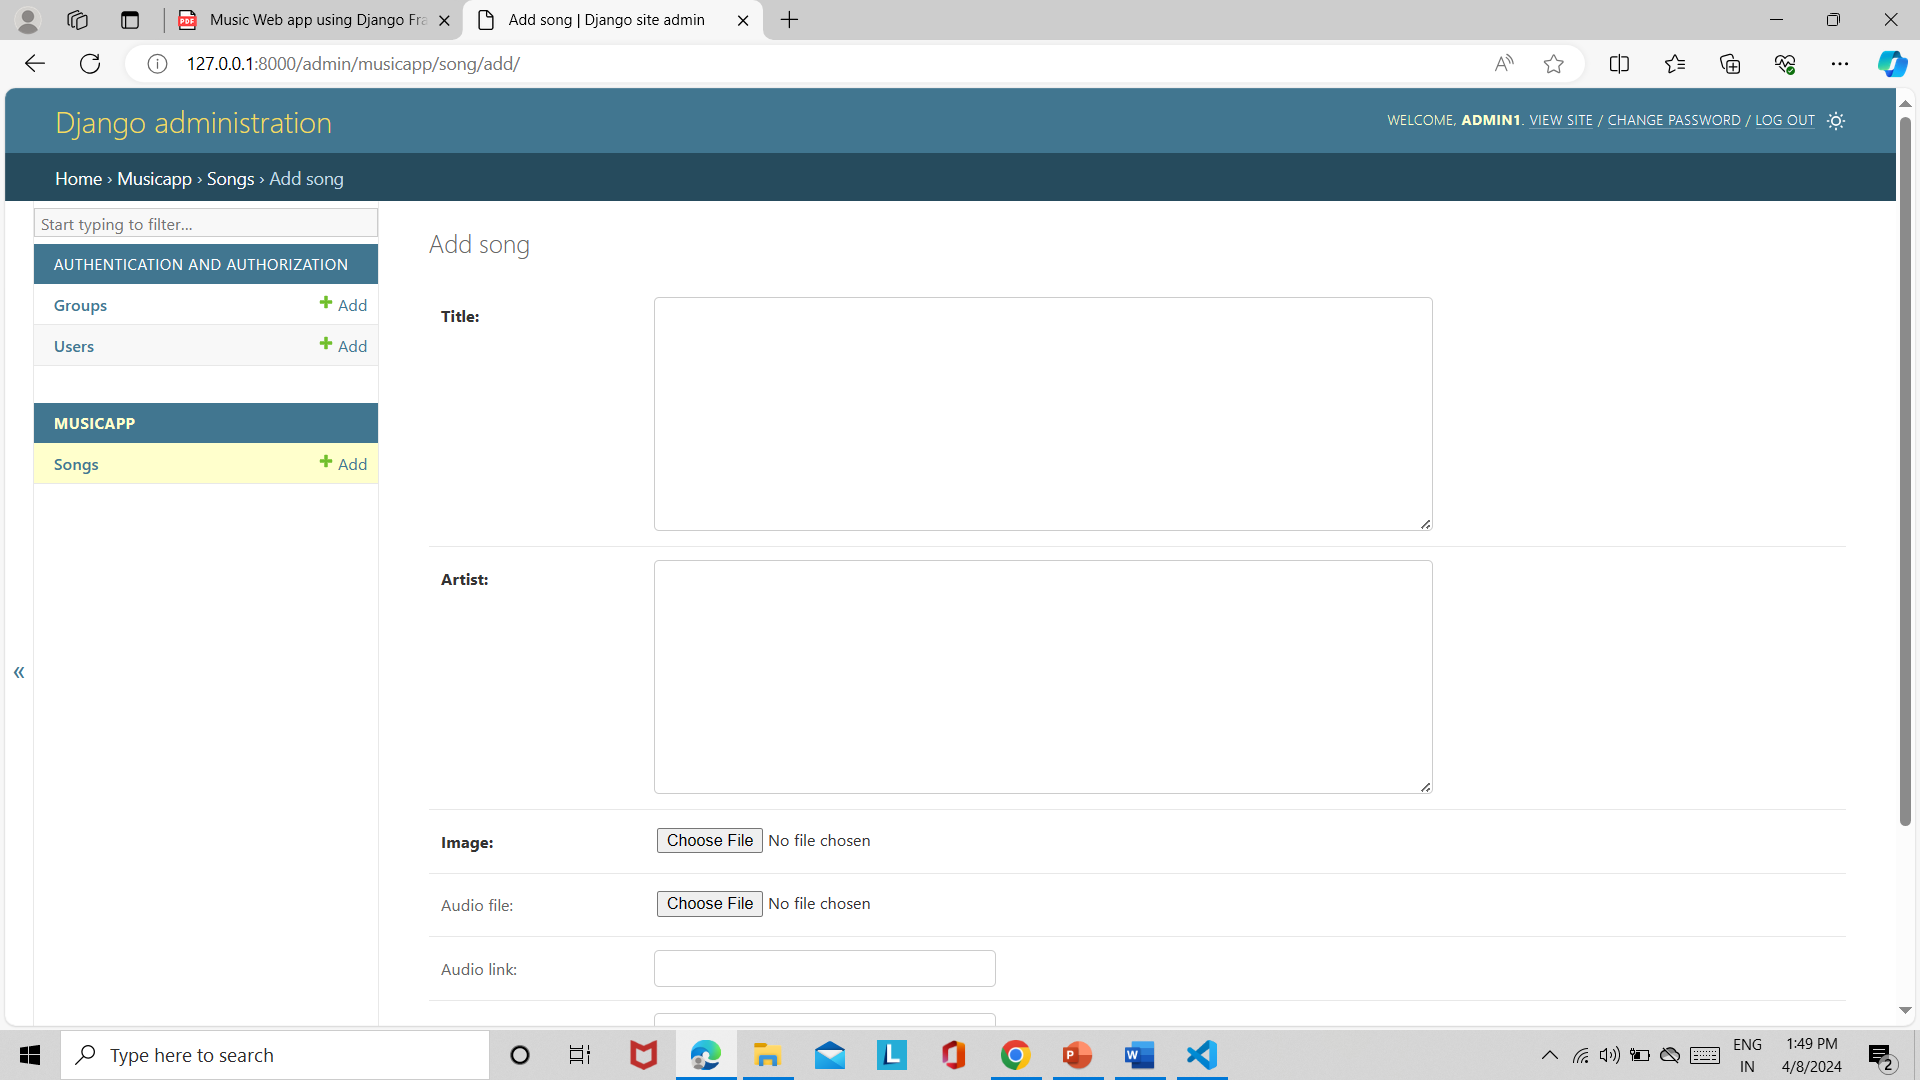 Music Web app using Django Fra
Add song | Django site admin
127.0.0.1:8000/admin/musicapp/song/add/
Django administration
WELCOME, ADMIN1. VIEW SITE / CHANGE PASSWORD / LOG OUT
Home › Musicapp › Songs › Add song
Start typing to filter...
AUTHENTICATION AND AUTHORIZATION
Groups
Add
Users
Add
MUSICAPP
Songs
Add
Add song
Title:
Artist:
Image:
Choose File No file chosen
Audio file:
Choose File No file chosen
Audio link:
«
Type here to search
ENG
IN
1:49 PM
4/8/2024
2